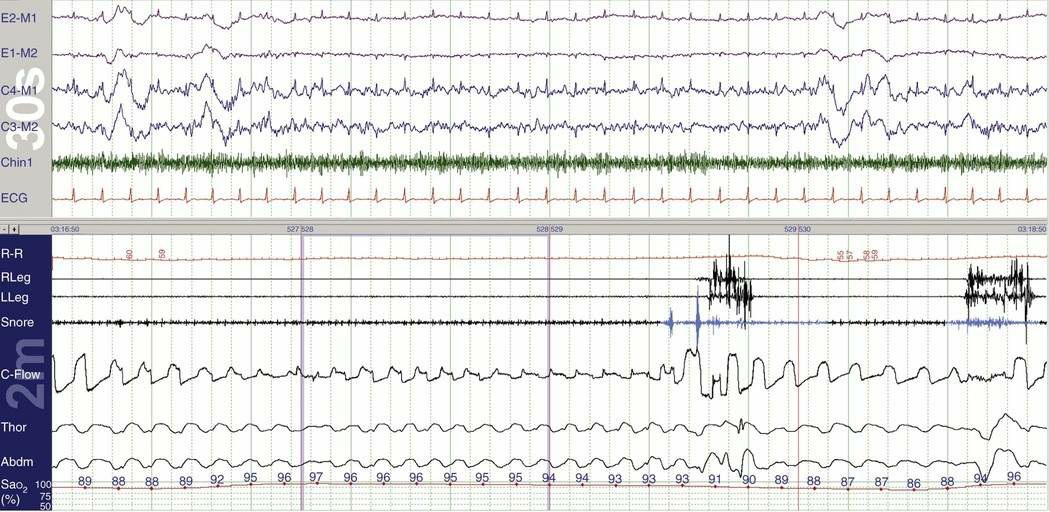 30s
E2-M1
E1-M2
C4-M1
C3-M2
Chin1
ECG
- +
03:16:50 527 528 528 529 529 530 03:18:50
2m
R-R 60 59 55 57 58 59
RLeg
LLeg
Snore
C-Flow
Thor
Abdm
89 88 88 89 92 95 96 97 96 96 95 95 95 94 94 93 93 93 91 90 89 88 87 87 86 88 94 96
Sao2 100
(%) 75
50